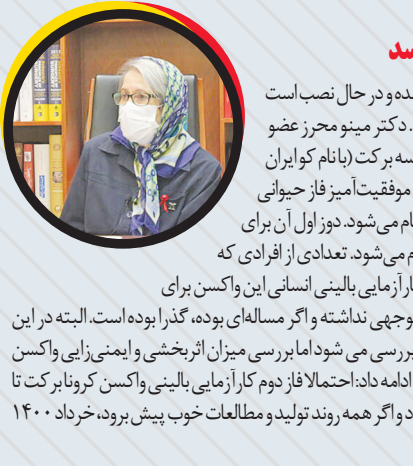 سد
ده و در حال نصب است
دکتر مینو محرز عضو
سه برکت (با نام کوایران
موفقیت‌آمیز فاز حیوانی
ام می‌شود. دوز اول آن برای
م می‌شود. تعدادی از افرادی که
ارآزمایی بالینی انسانی این واکسن برای
وجهی نداشته و اگر مساله‌ای بوده، گذرا بوده است. البته در این
بررسی می شود اما بررسی میزان اثربخشی و ایمنی‌زایی واکسن
ادامه داد: احتمالا فاز دوم کارآزمایی بالینی واکسن کرونا برکت تا
د و اگر همه روند تولید و مطالعات خوب پیش برود، خرداد ۱۴۰۰